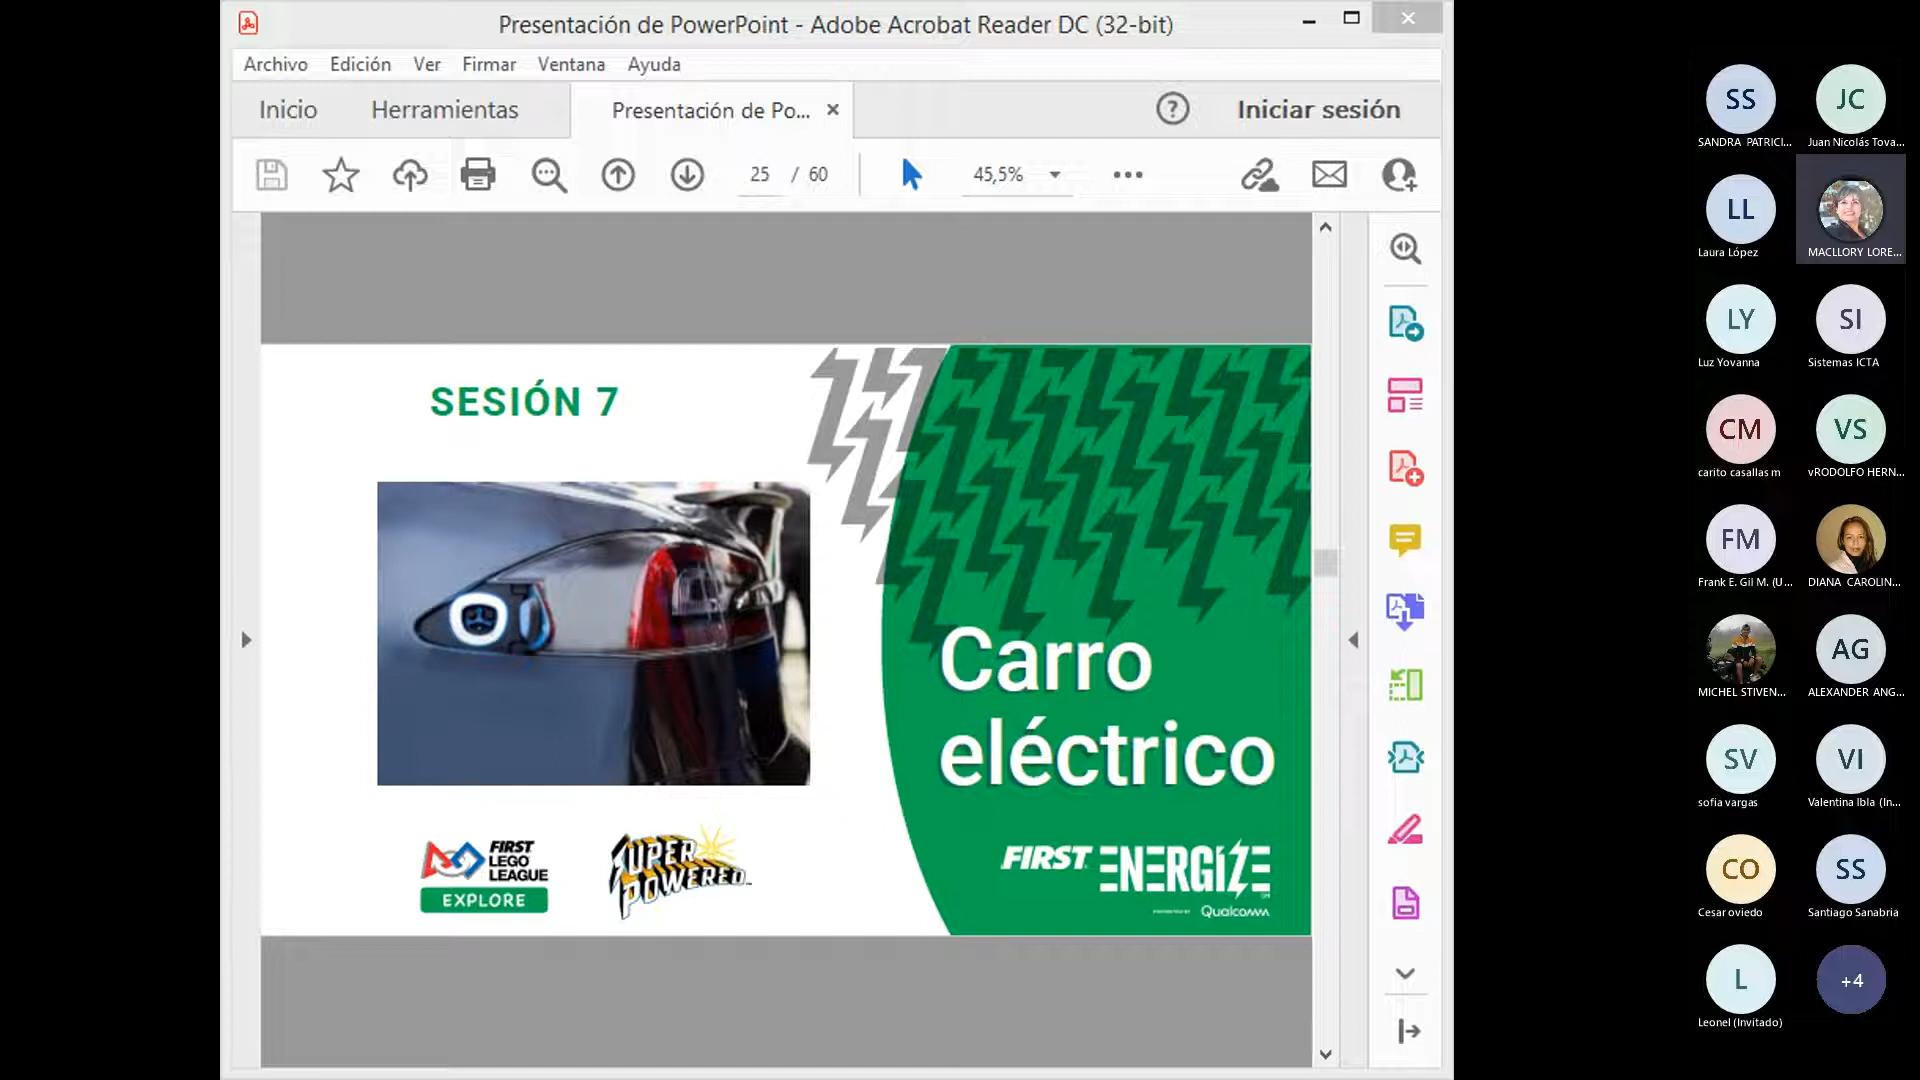 Presentación de PowerPoint - Adobe Acrobat Reader DC (32-bit)
Archivo Edición Ver Firmar Ventana Ayuda
Inicio Herramientas Presentación de Po... Iniciar sesión
25 / 60 45,5%
SESIÓN 7
Carro
eléctrico
FIRST
LEGO
LEAGUE
EXPLORE
SUPER
POWERED
FIRST ENERGIZE
PRESENTED BY Qualcomm
SS JC
SANDRA PATRICI... Juan Nicolás Tova...
LL
Laura López MACLLORY LORE...
LY SI
Luz Yovanna Sistemas ICTA
CM VS
carito casallas m vRODOLFO HERN...
FM
Frank E. Gil M. (U... DIANA CAROLIN...
AG
MICHEL STIVEN... ALEXANDER ANG...
SV VI
sofia vargas Valentina Ibla (In...
CO SS
Cesar oviedo Santiago Sanabria
L +4
Leonel (Invitado)